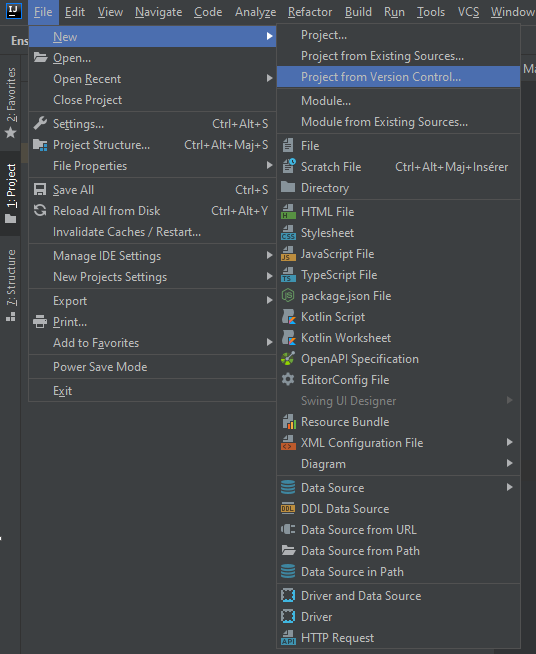 IJ File Edit View Navigate Code Analyze Refactor Build Run Tools VCS Window
Ens
Ma
2: Favorites
1: Project
7: Structure
New
Open...
Open Recent
Close Project
Settings... Ctrl+Alt+S
Project Structure... Ctrl+Alt+Maj+S
File Properties
Save All Ctrl+S
Reload All from Disk Ctrl+Alt+Y
Invalidate Caches / Restart...
Manage IDE Settings
New Projects Settings
Export
Print...
Add to Favorites
Power Save Mode
Exit
Project...
Project from Existing Sources...
Project from Version Control...
Module...
Module from Existing Sources...
File
Scratch File Ctrl+Alt+Maj+Insérer
Directory
H HTML File
CSS Stylesheet
JS JavaScript File
TS TypeScript File
package.json File
Kotlin Script
Kotlin Worksheet
OpenAPI Specification
EditorConfig File
Swing UI Designer
Resource Bundle
XML Configuration File
Diagram
Data Source
DDL DDL Data Source
Data Source from URL
Data Source from Path
Data Source in Path
Driver and Data Source
Driver
API HTTP Request